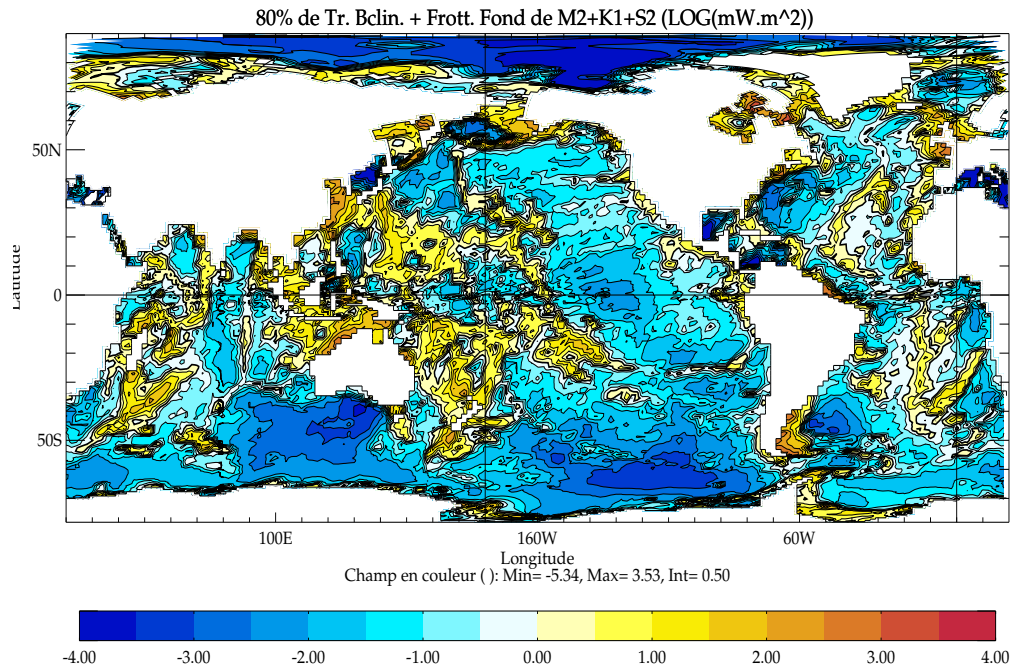 80% de Tr. Bclin. + Frott. Fond de M2+K1+S2 (LOG(mW.m^2))
50N
0
50S
Latitude
100E 160W 60W
Longitude
Champ en couleur ( ): Min= -5.34, Max= 3.53, Int= 0.50
-4.00 -3.00 -2.00 -1.00 0.00 1.00 2.00 3.00 4.00